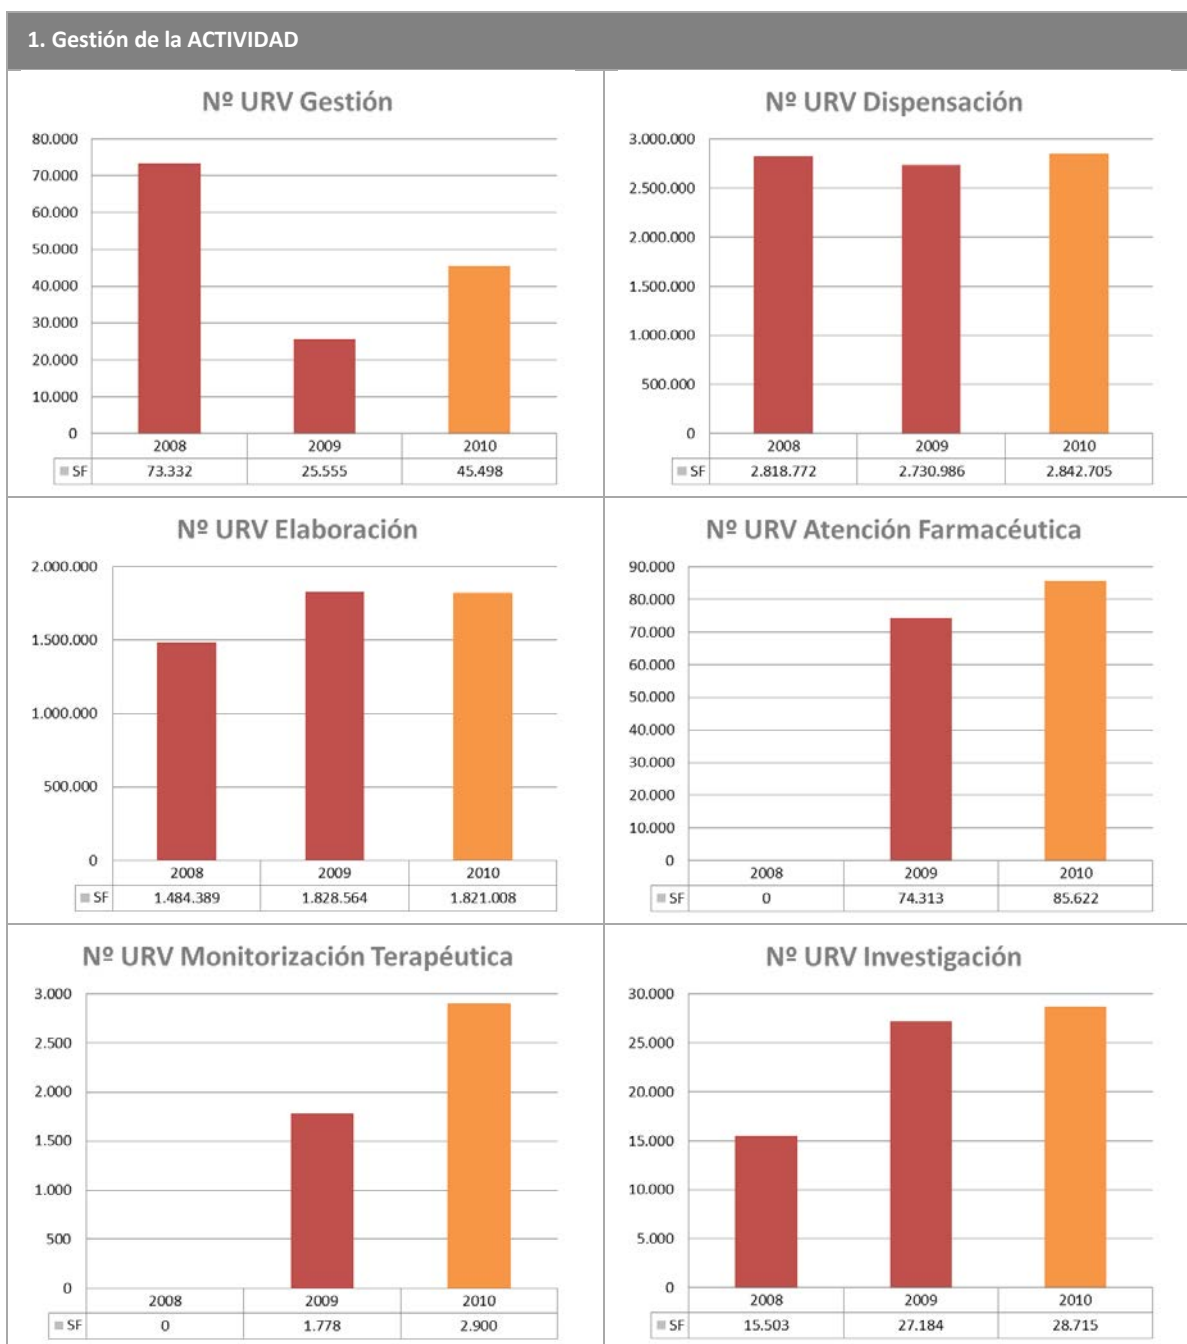 1. Gestión de la ACTIVIDAD
Nº URV Gestión
80.000
70.000
60.000
50.000
40.000
30.000
20.000
10.000
0
2008 2009 2010
SF 73.332 25.555 45.498
Nº URV Dispensación
3.000.000
2.500.000
2.000.000
1.500.000
1.000.000
500.000
0
2008 2009 2010
SF 2.818.772 2.730.986 2.842.705
Nº URV Elaboración
2.000.000
1.500.000
1.000.000
500.000
0
2008 2009 2010
SF 1.484.389 1.828.564 1.821.008
Nº URV Atención Farmacéutica
90.000
80.000
70.000
60.000
50.000
40.000
30.000
20.000
10.000
0
2008 2009 2010
SF 0 74.313 85.622
Nº URV Monitorización Terapéutica
3.000
2.500
2.000
1.500
1.000
500
0
2008 2009 2010
SF 0 1.778 2.900
Nº URV Investigación
30.000
25.000
20.000
15.000
10.000
5.000
0
2008 2009 2010
SF 15.503 27.184 28.715